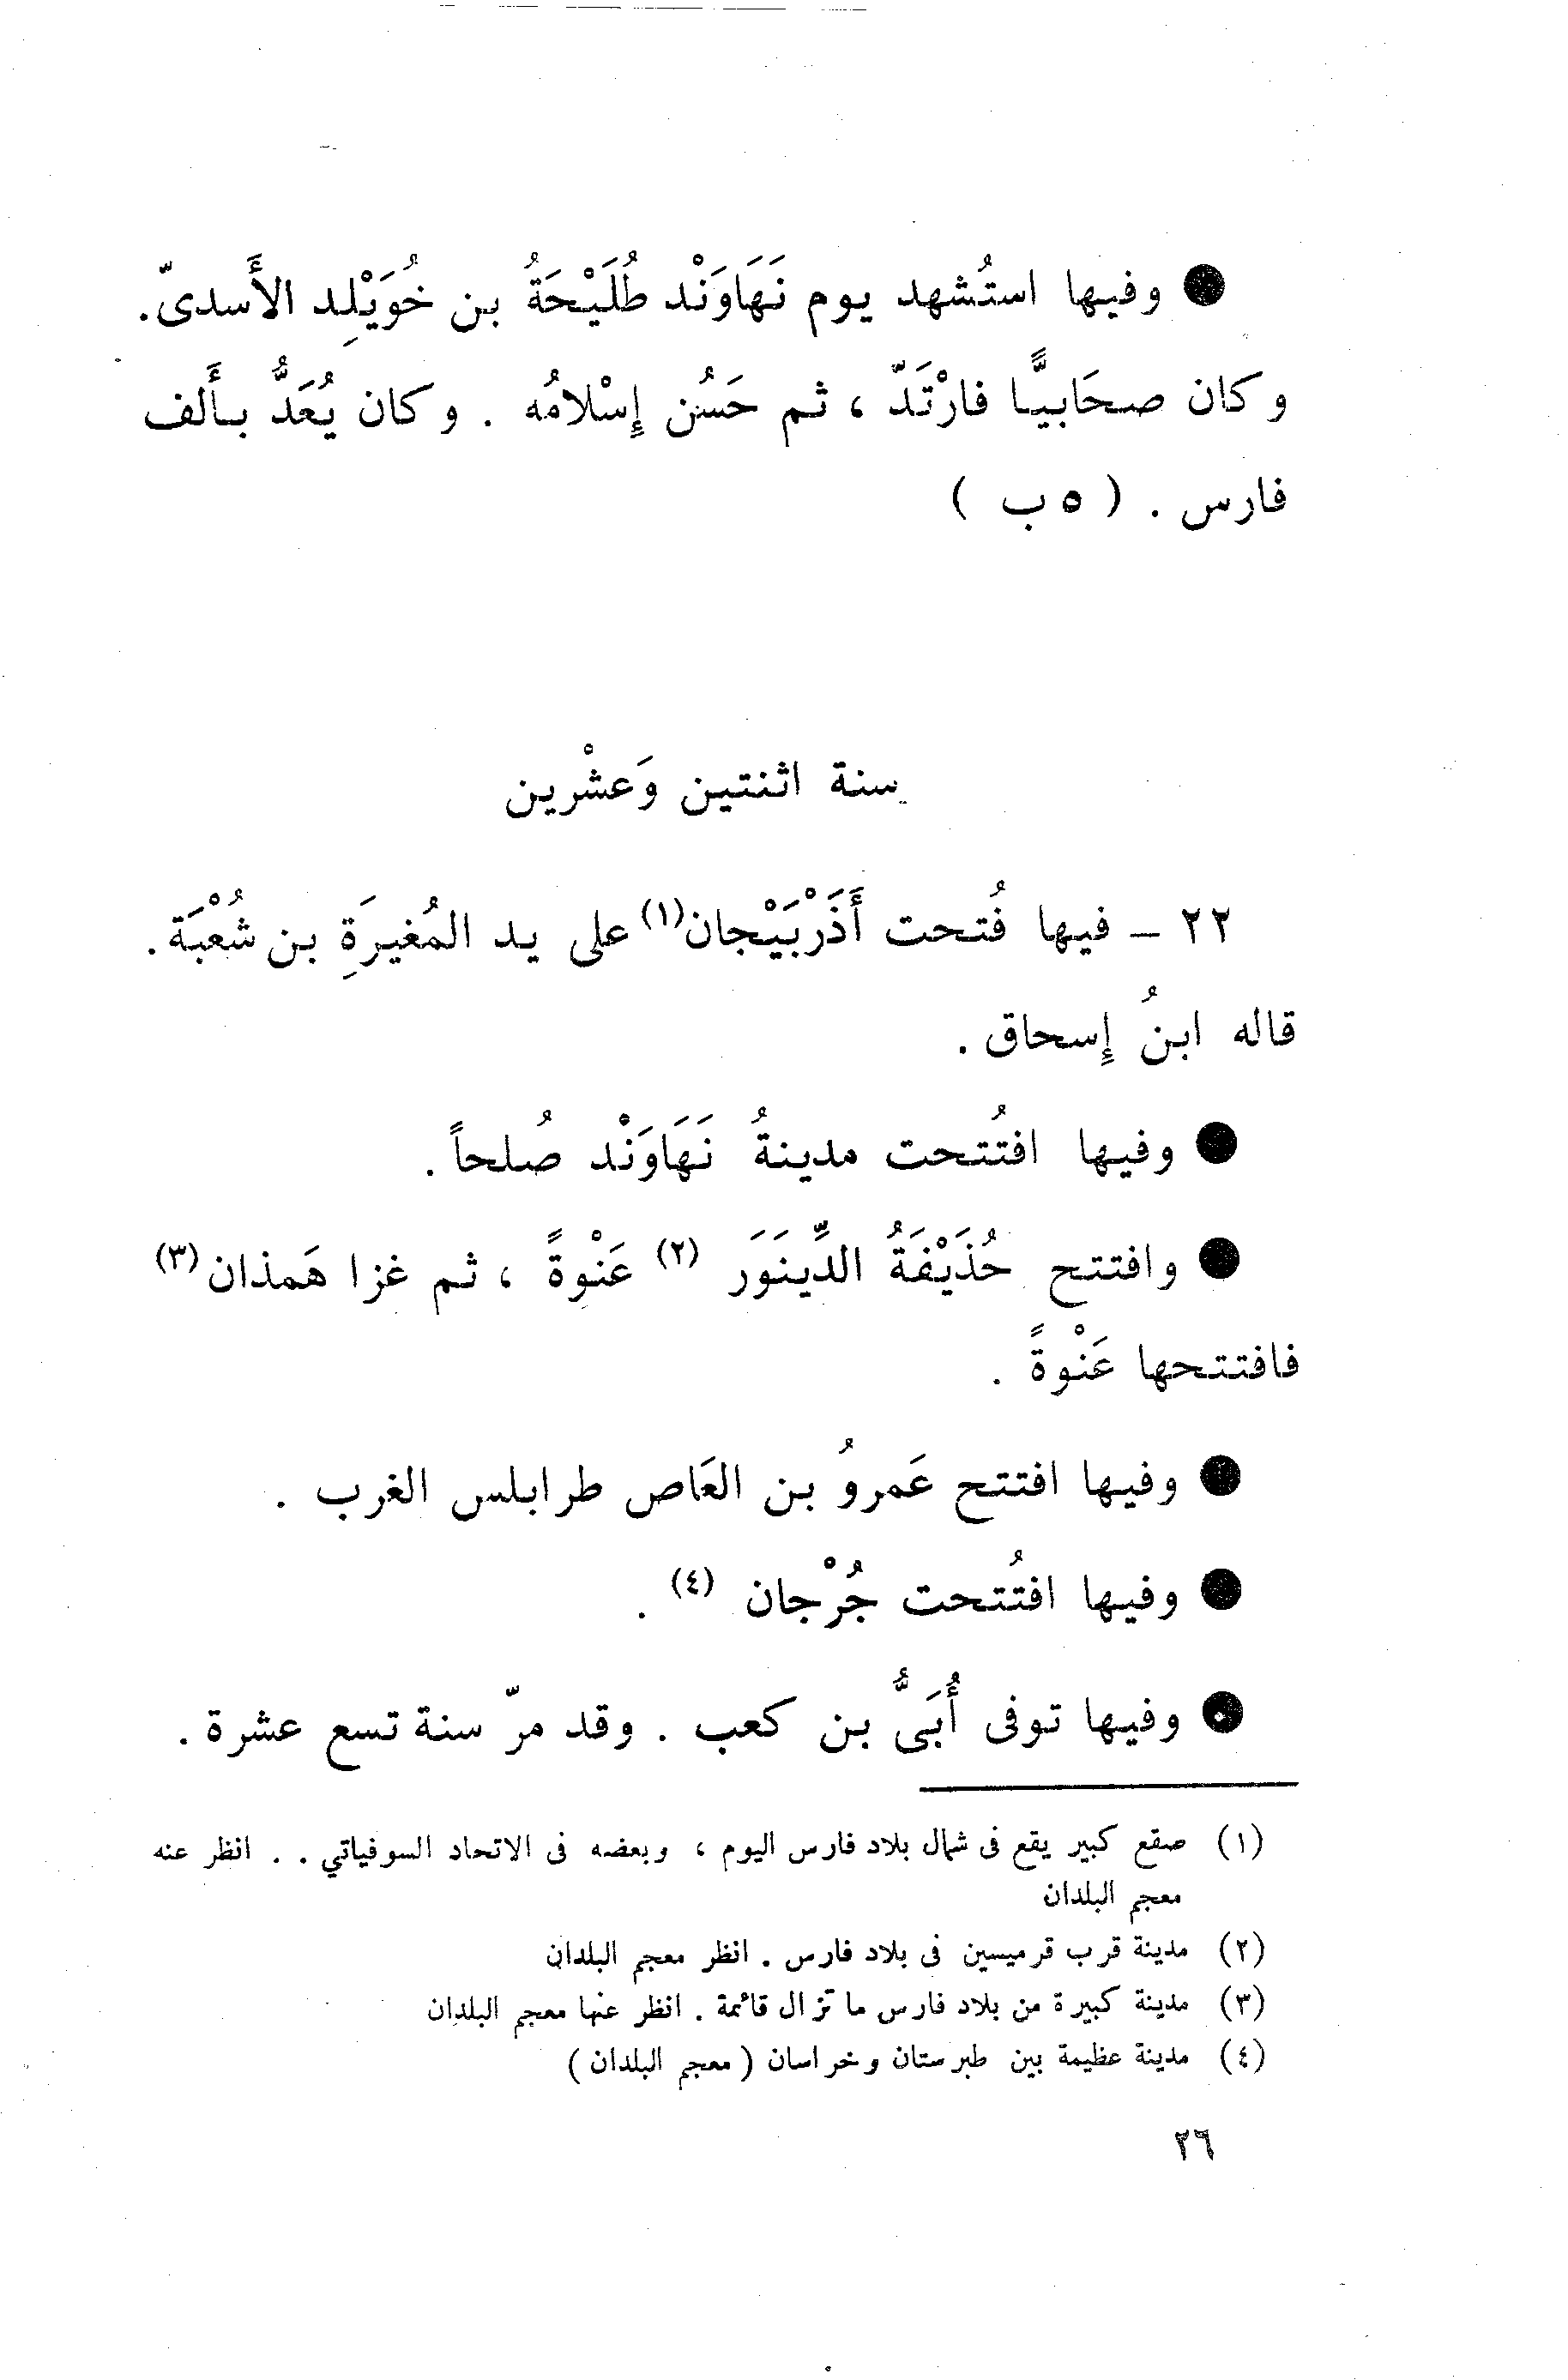 ● وفيها استُشهد يوم نَهَاوَنْد طُلَيْحَةُ بن خُوَيْلِد الأَسدىّ.
وكان صحَابيًّا فارْتَدّ ، ثم حَسُن إِسْلامُه . وكان يُعَدُّ بأَلف
فارس . ( ٥ ب )
سنة اثنتين وَعشْرين
٢٢ – فيها فُتحت أَذَرْبَيْجان(١) على يد المُغيرَةِ بن شُعْبَة .
قاله ابنُ إِسحاق .
● وفيها افتُتحت مدينةُ نَهَاوَنْد صُلحاً .
● وافتتح حُذَيْفَةُ الدِّينَوَر (٢) عَنْوةً ، ثم غزا هَمذان(٣)
فافتتحها عَنْوةً .
● وفيها افتتح عَمروُ بن العَاص طرابلس الغرب .
● وفيها افتُتحت جُرْجان (٤) .
● وفيها توفى أُبَىُّ بن كعب . وقد مرّ سنة تسع عشرة .
(١) صقع كبير يقع فى شمال بلاد فارس اليوم ، وبعضه فى الاتحاد السوفياتي . . انظر عنه
معجم البلدان
(٢) مدينة قرب قرميسين فى بلاد فارس . انظر معجم البلدان
(٣) مدينة كبيرة من بلاد فارس ما تزال قائمة . انظر عنها معجم البلدان
(٤) مدينة عظيمة بين طبرستان وخراسان ( معجم البلدان )
٢٦